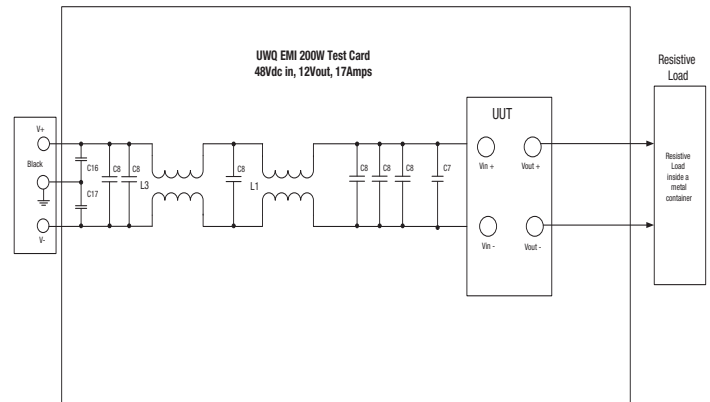 UWQ EMI 200W Test Card
48Vdc in, 12Vout, 17Amps
Resistive
Load
V+
Black
V-
C16
C17
C8
C8
L3
C8
L1
C8
C8
C8
C7
UUT
Vin +
Vout +
Vin -
Vout -
Resistive
Load
inside a
metal
container